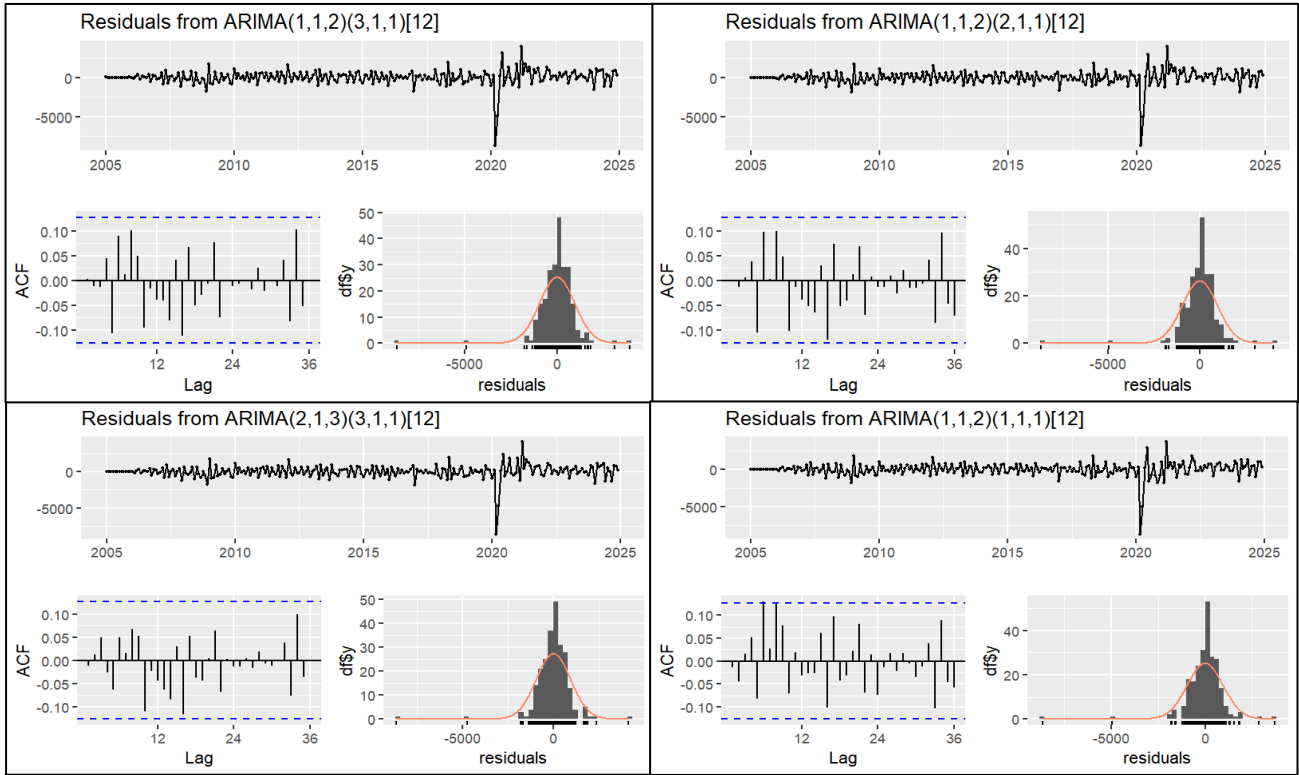 Residuals from ARIMA(1,1,2)(3,1,1)[12]
0
-5000
2005 2010 2015 2020 2025
ACF
0.10
0.05
0.00
-0.05
-0.10
12 24 36
Lag
df$y
50
40
30
20
10
0
-5000 0
residuals
Residuals from ARIMA(1,1,2)(2,1,1)[12]
0
-5000
2005 2010 2015 2020 2025
ACF
0.10
0.05
0.00
-0.05
-0.10
12 24 36
Lag
df$y
40
20
0
-5000 0
residuals
Residuals from ARIMA(2,1,3)(3,1,1)[12]
0
-5000
2005 2010 2015 2020 2025
ACF
0.10
0.05
0.00
-0.05
-0.10
12 24 36
Lag
df$y
50
40
30
20
10
0
-5000 0
residuals
Residuals from ARIMA(1,1,2)(1,1,1)[12]
0
-5000
2005 2010 2015 2020 2025
ACF
0.10
0.05
0.00
-0.05
-0.10
12 24 36
Lag
df$y
40
20
0
-5000 0
residuals